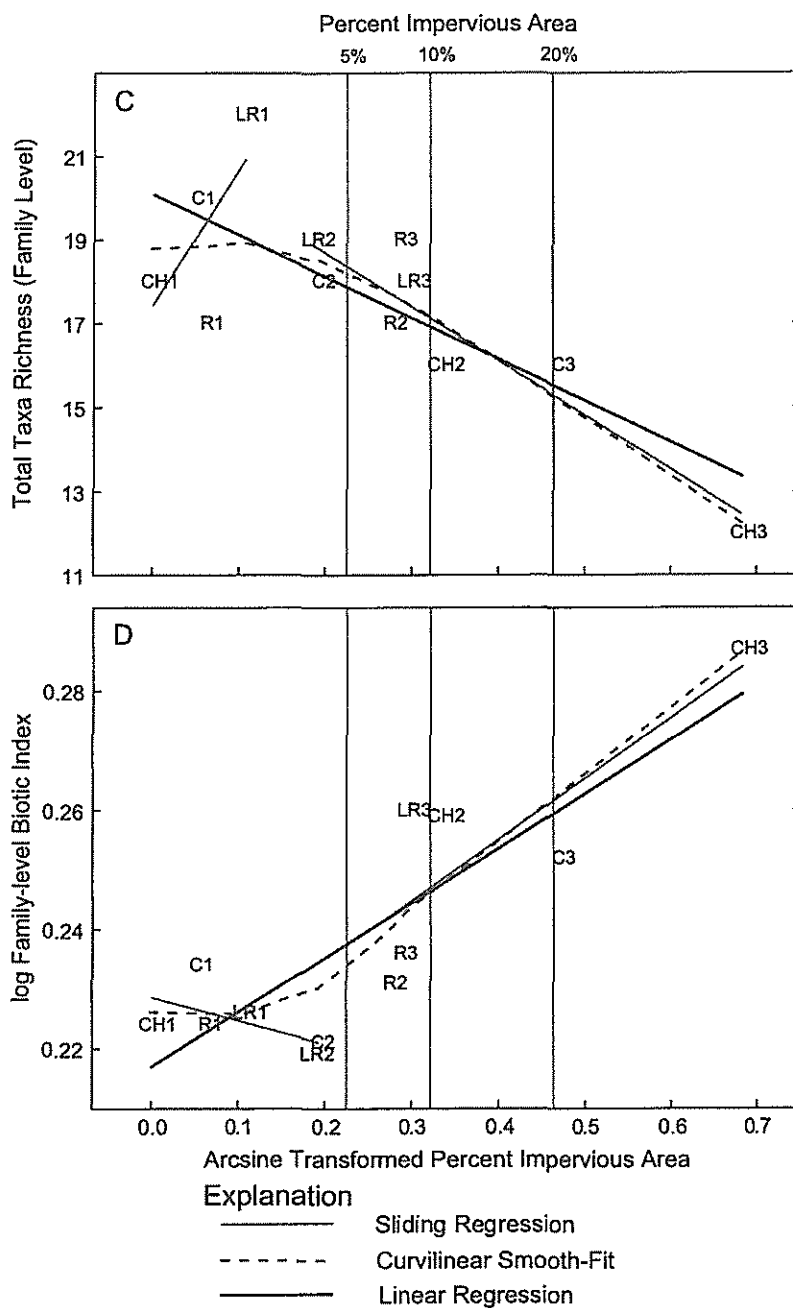 Percent Impervious Area
5% 10% 20%
C
Total Taxa Richness (Family Level)
21
19
17
15
13
11
LR1
C1
LR2
R3
CH1
C2
LR3
R1
R2
CH2
C3
CH3
D
log Family-level Biotic Index
0.28
0.26
0.24
0.22
CH3
LR3
CH2
C3
C1
R3
R2
CH1
R1
LR1
C2
LR2
0.0 0.1 0.2 0.3 0.4 0.5 0.6 0.7
Arcsine Transformed Percent Impervious Area
Explanation
Sliding Regression
Curvilinear Smooth-Fit
Linear Regression